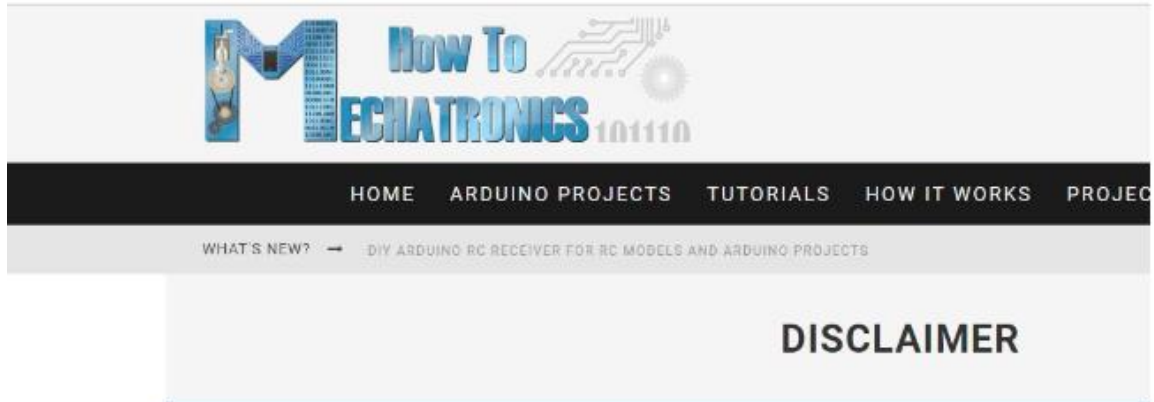 How To
MECHATRONICS 101110
HOME ARDUINO PROJECTS TUTORIALS HOW IT WORKS PROJEC
WHAT'S NEW? → DIY ARDUINO RC RECEIVER FOR RC MODELS AND ARDUINO PROJECTS
DISCLAIMER